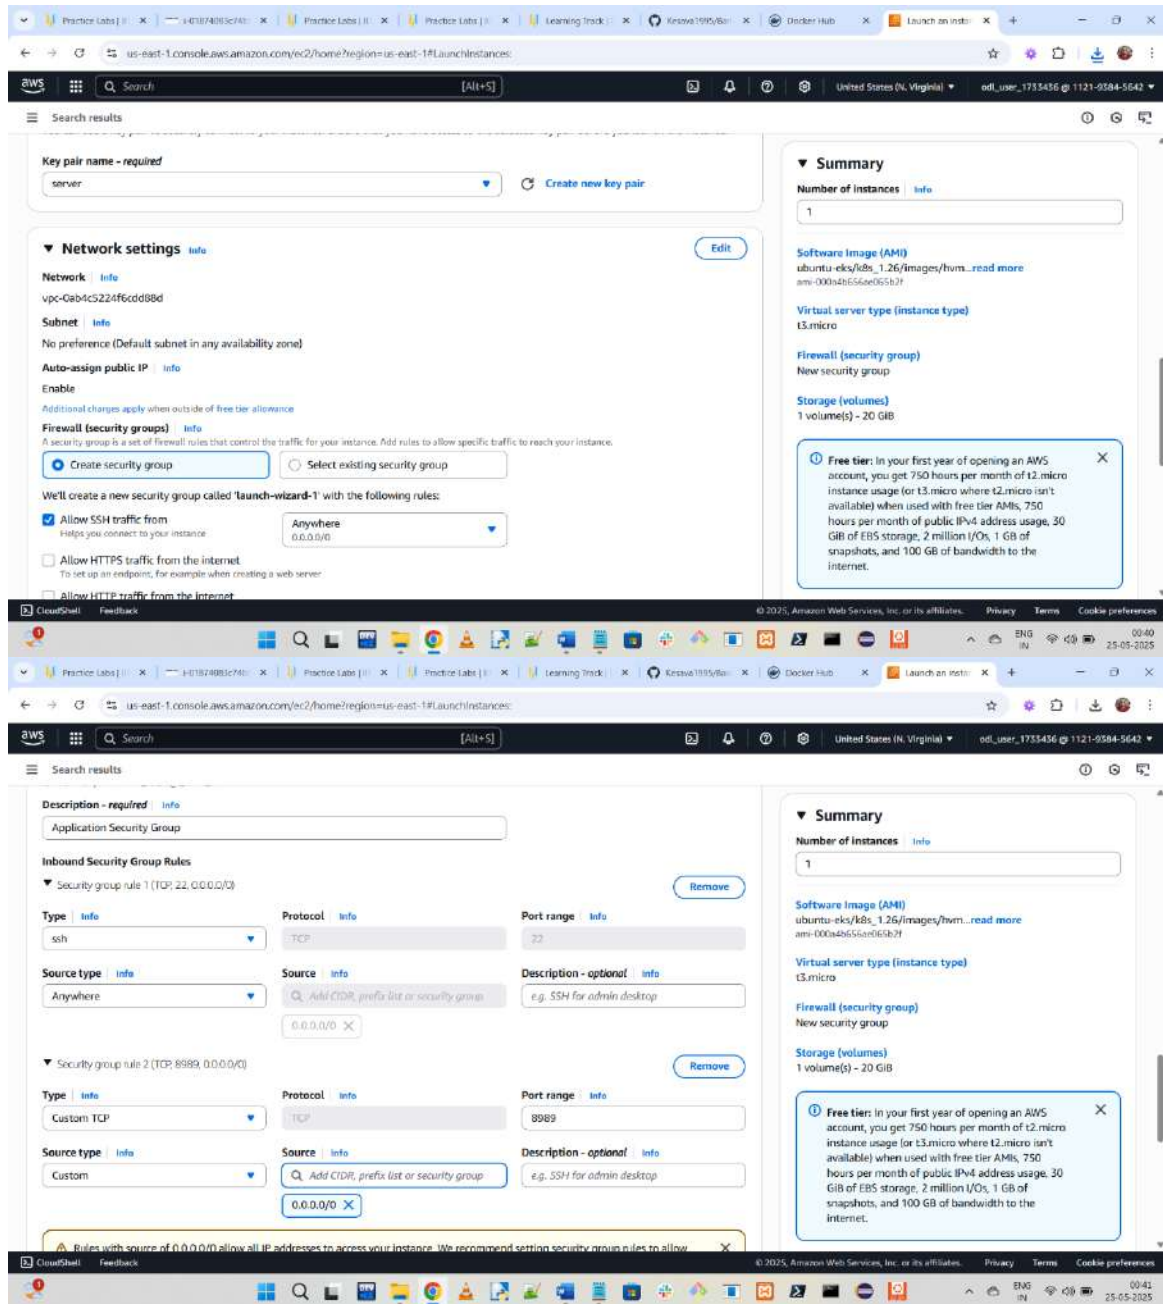 Practice Labs |
Practice Labs |
Practice Labs |
Learning Track |
Kesava1995/Ban
Docker Hub
Launch an insta
us-east-1.console.aws.amazon.com/ec2/home?region=us-east-1#LaunchInstances:
aws
Search
[Alt+S]
United States (N. Virginia)
odl_user_1733436 @ 1121-9384-5642
Search results
Key pair name - required
server
Create new key pair
Network settings Info
Edit
Network Info
vpc-0ab4c5224f6cdd88d
Subnet Info
No preference (Default subnet in any availability zone)
Auto-assign public IP Info
Enable
Additional charges apply when outside of free tier allowance
Firewall (security groups) Info
A security group is a set of firewall rules that control the traffic for your instance. Add rules to allow specific traffic to reach your instance.
Create security group
Select existing security group
We'll create a new security group called 'launch-wizard-1' with the following rules:
Allow SSH traffic from
Helps you connect to your instance
Anywhere
0.0.0.0/0
Allow HTTPS traffic from the internet
To set up an endpoint, for example when creating a web server
Allow HTTP traffic from the internet
Summary
Number of instances Info
1
Software Image (AMI)
ubuntu-eks/k8s_1.26/images/hvm...read more
ami-000a4b656ae065b2f
Virtual server type (instance type)
t3.micro
Firewall (security group)
New security group
Storage (volumes)
1 volume(s) - 20 GiB
Free tier: In your first year of opening an AWS
account, you get 750 hours per month of t2.micro
instance usage (or t3.micro where t2.micro isn't
available) when used with free tier AMIs, 750
hours per month of public IPv4 address usage, 30
GiB of EBS storage, 2 million I/Os, 1 GB of
snapshots, and 100 GB of bandwidth to the
internet.
CloudShell Feedback
© 2025, Amazon Web Services, Inc. or its affiliates. Privacy Terms Cookie preferences
ENG
IN
00:40
25-05-2025
Practice Labs |
Practice Labs |
Practice Labs |
Learning Track |
Kesava1995/Ban
Docker Hub
Launch an insta
us-east-1.console.aws.amazon.com/ec2/home?region=us-east-1#LaunchInstances:
aws
Search
[Alt+S]
United States (N. Virginia)
odl_user_1733436 @ 1121-9384-5642
Search results
Description - required Info
Application Security Group
Inbound Security Group Rules
Security group rule 1 (TCP, 22, 0.0.0.0/0)
Remove
Type Info
Protocol Info
Port range Info
ssh
TCP
22
Source type Info
Source Info
Description - optional Info
Anywhere
Add CIDR, prefix list or security group
e.g. SSH for admin desktop
0.0.0.0/0
Security group rule 2 (TCP, 8989, 0.0.0.0/0)
Remove
Type Info
Protocol Info
Port range Info
Custom TCP
TCP
8989
Source type Info
Source Info
Description - optional Info
Custom
Add CIDR, prefix list or security group
e.g. SSH for admin desktop
0.0.0.0/0
Rules with source of 0.0.0.0/0 allow all IP addresses to access your instance. We recommend setting security group rules to allow
Summary
Number of instances Info
1
Software Image (AMI)
ubuntu-eks/k8s_1.26/images/hvm...read more
ami-000a4b656ae065b2f
Virtual server type (instance type)
t3.micro
Firewall (security group)
New security group
Storage (volumes)
1 volume(s) - 20 GiB
Free tier: In your first year of opening an AWS
account, you get 750 hours per month of t2.micro
instance usage (or t3.micro where t2.micro isn't
available) when used with free tier AMIs, 750
hours per month of public IPv4 address usage, 30
GiB of EBS storage, 2 million I/Os, 1 GB of
snapshots, and 100 GB of bandwidth to the
internet.
CloudShell Feedback
© 2025, Amazon Web Services, Inc. or its affiliates. Privacy Terms Cookie preferences
ENG
IN
00:41
25-05-2025